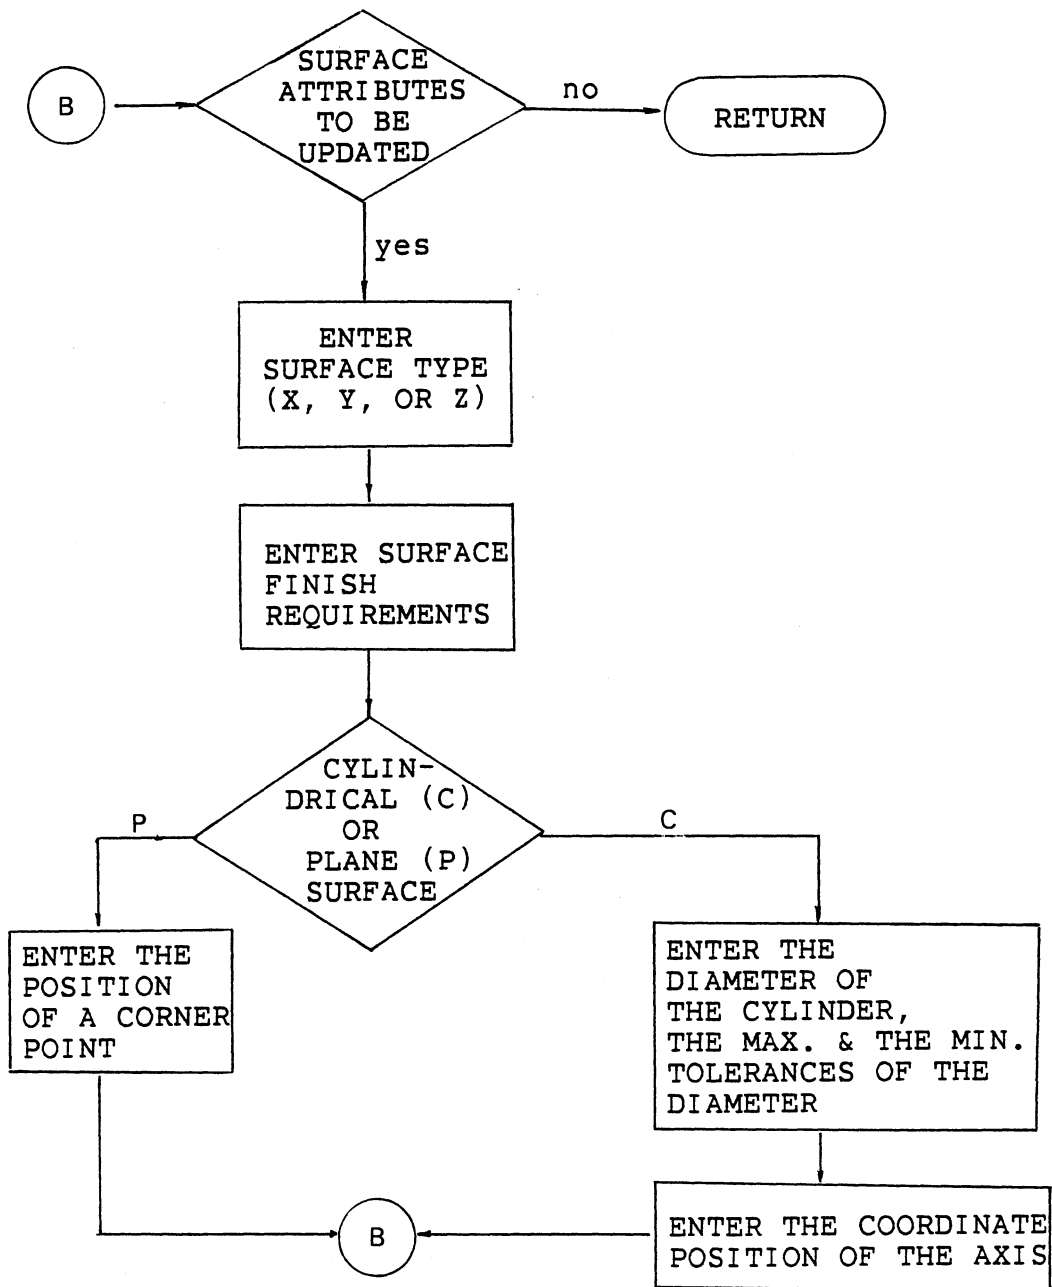 B
SURFACE
ATTRIBUTES
TO BE
UPDATED
no
RETURN
yes
ENTER
SURFACE TYPE
(X, Y, OR Z)
ENTER SURFACE
FINISH
REQUIREMENTS
CYLIN-
DRICAL (C)
OR
PLANE (P)
SURFACE
P
C
ENTER THE
POSITION
OF A CORNER
POINT
ENTER THE
DIAMETER OF
THE CYLINDER,
THE MAX. & THE MIN.
TOLERANCES OF THE
DIAMETER
B
ENTER THE COORDINATE
POSITION OF THE AXIS